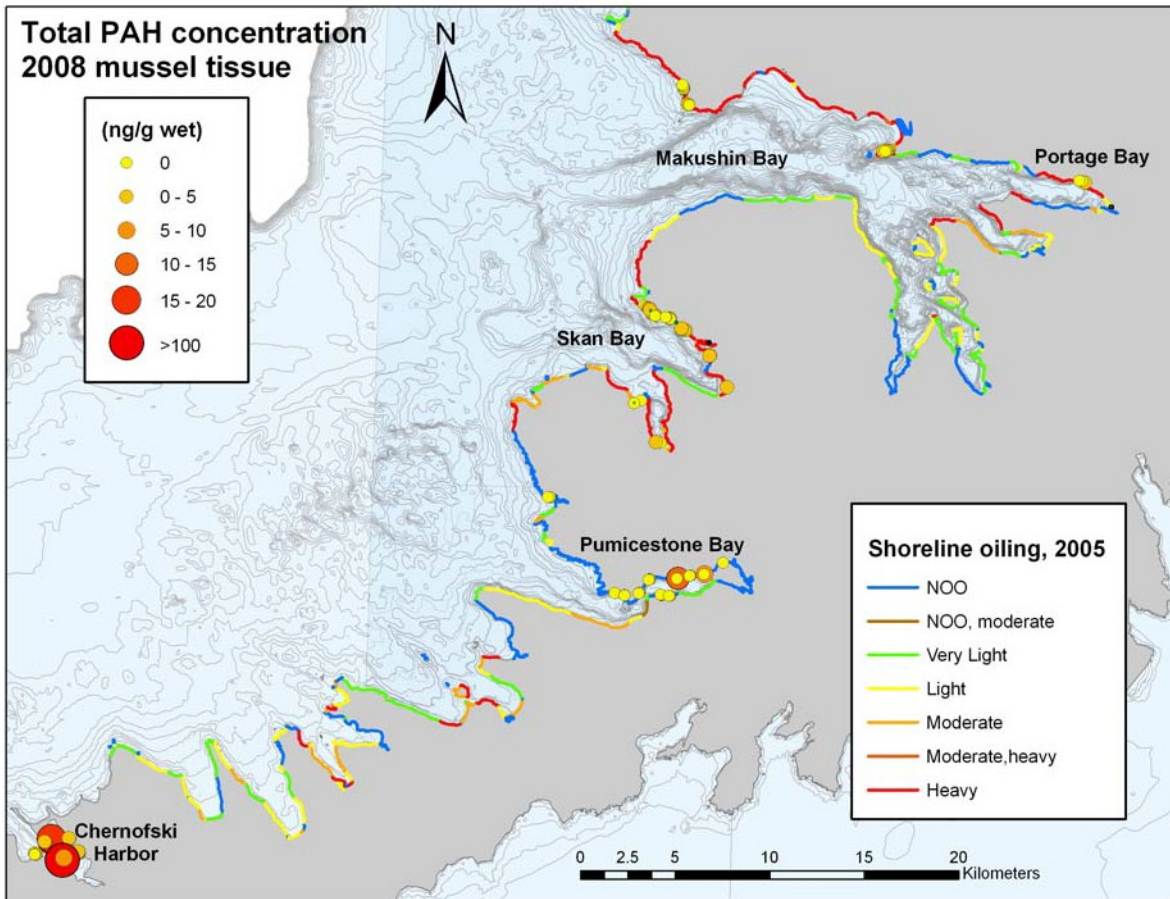 Total PAH concentration
2008 mussel tissue
N
(ng/g wet)
0
0 - 5
5 - 10
10 - 15
15 - 20
>100
Makushin Bay
Portage Bay
Skan Bay
Pumicestone Bay
Chernofski
Harbor
Shoreline oiling, 2005
NOO
NOO, moderate
Very Light
Light
Moderate
Moderate,heavy
Heavy
0 2.5 5 10 15 20
Kilometers